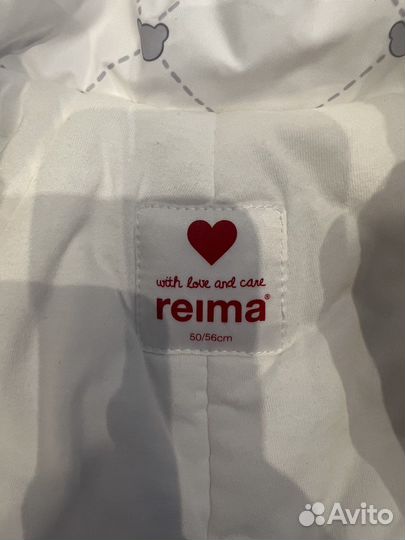 with love and care
reima®
50/56cm
Avito